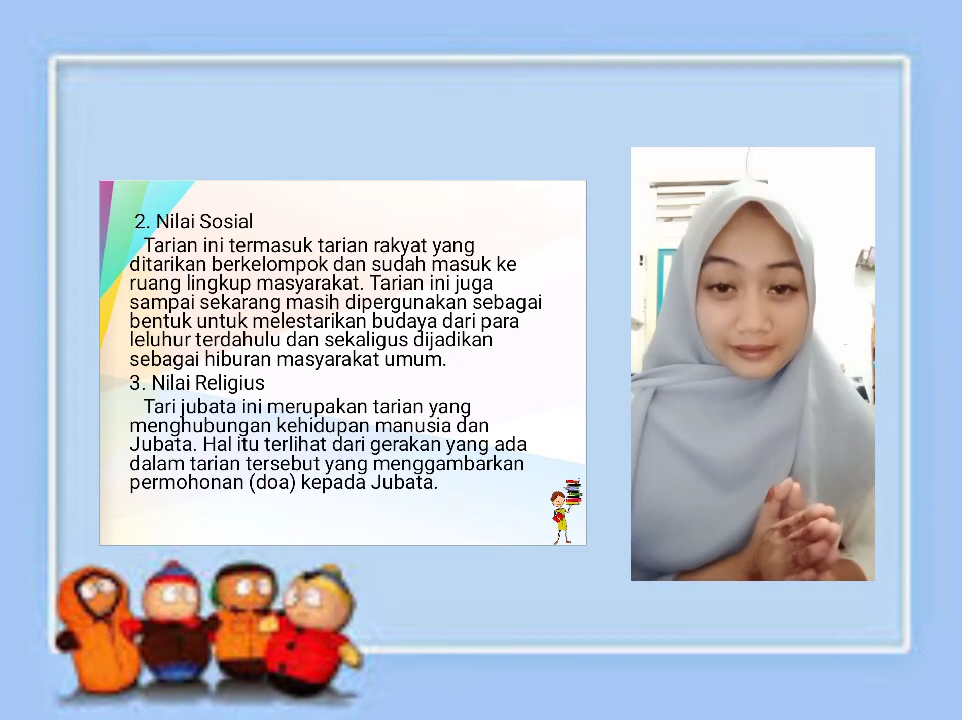 2. Nilai Sosial
Tarian ini termasuk tarian rakyat yang
ditarikan berkelompok dan sudah masuk ke
ruang lingkup masyarakat. Tarian ini juga
sampai sekarang masih dipergunakan sebagai
bentuk untuk melestarikan budaya dari para
leluhur terdahulu dan sekaligus dijadikan
sebagai hiburan masyarakat umum.
3. Nilai Religius
Tari jubata ini merupakan tarian yang
menghubungan kehidupan manusia dan
Jubata. Hal itu terlihat dari gerakan yang ada
dalam tarian tersebut yang menggambarkan
permohonan (doa) kepada Jubata.